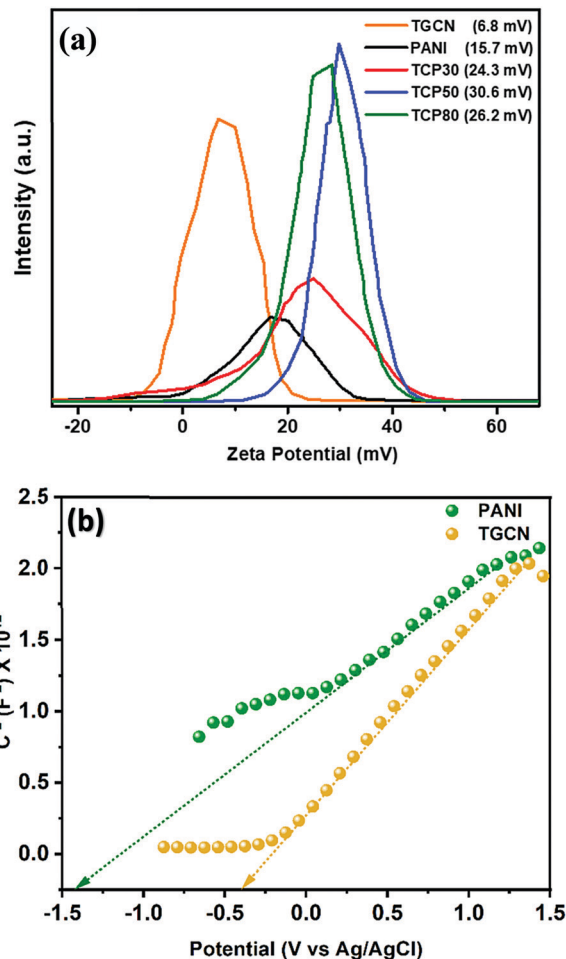 (a)
TGCN (6.8 mV)
PANI (15.7 mV)
TCP30 (24.3 mV)
TCP50 (30.6 mV)
TCP80 (26.2 mV)
Intensity (a.u.)
-20 0 20 40 60
Zeta Potential (mV)
(b)
PANI
TGCN
2.5
2.0
1.5
1.0
0.5
0.0
-1.5 -1.0 -0.5 0.0 0.5 1.0 1.5
Potential (V vs Ag/AgCl)